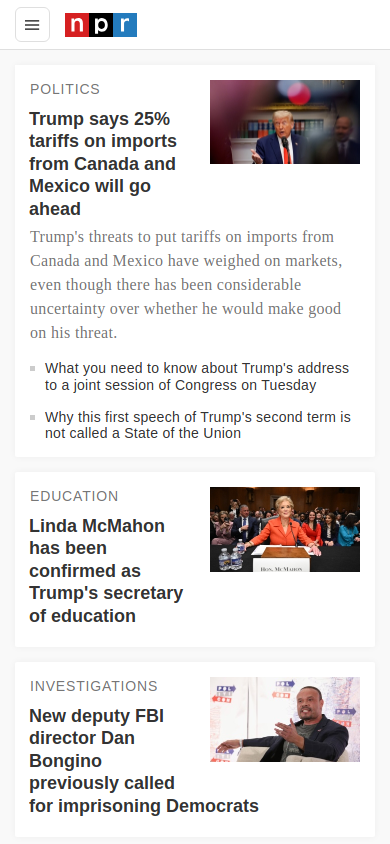 npr
POLITICS
Trump says 25%
tariffs on imports
from Canada and
Mexico will go
ahead
Trump's threats to put tariffs on imports from
Canada and Mexico have weighed on markets,
even though there has been considerable
uncertainty over whether he would make good
on his threat.
What you need to know about Trump's address
to a joint session of Congress on Tuesday
Why this first speech of Trump's second term is
not called a State of the Union
EDUCATION
Linda McMahon
has been
confirmed as
Trump's secretary
of education
HON. MCMAHON
INVESTIGATIONS
New deputy FBI
director Dan
Bongino
previously called
for imprisoning Democrats